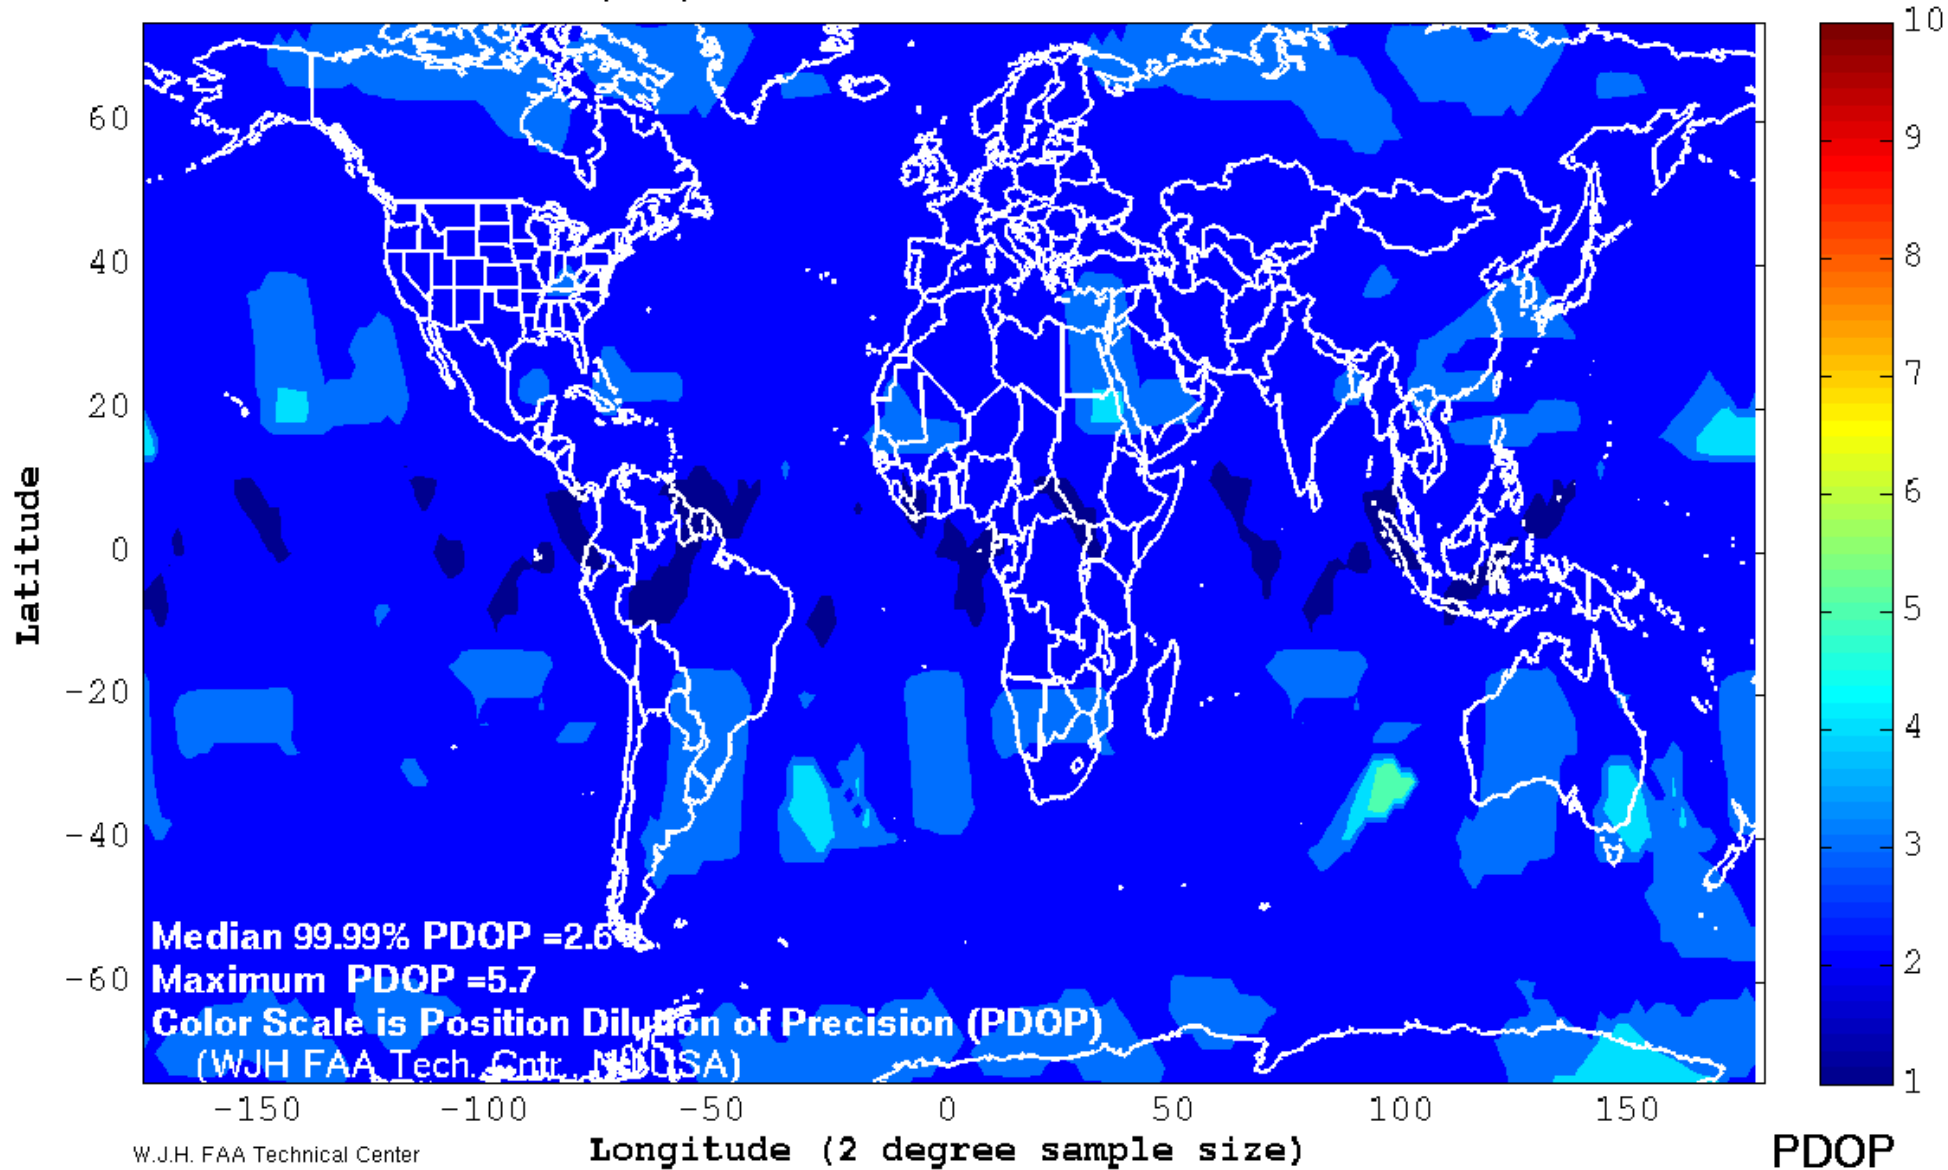 60
40
20
0
-20
-40
-60
Latitude
Median 99.99% PDOP =2.6
Maximum PDOP =5.7
Color Scale is Position Dilution of Precision (PDOP)
(WJH FAA Tech. Cntr. NJ USA)
-150 -100 -50 0 50 100 150
Longitude (2 degree sample size)
W.J.H. FAA Technical Center
10
9
8
7
6
5
4
3
2
1
PDOP